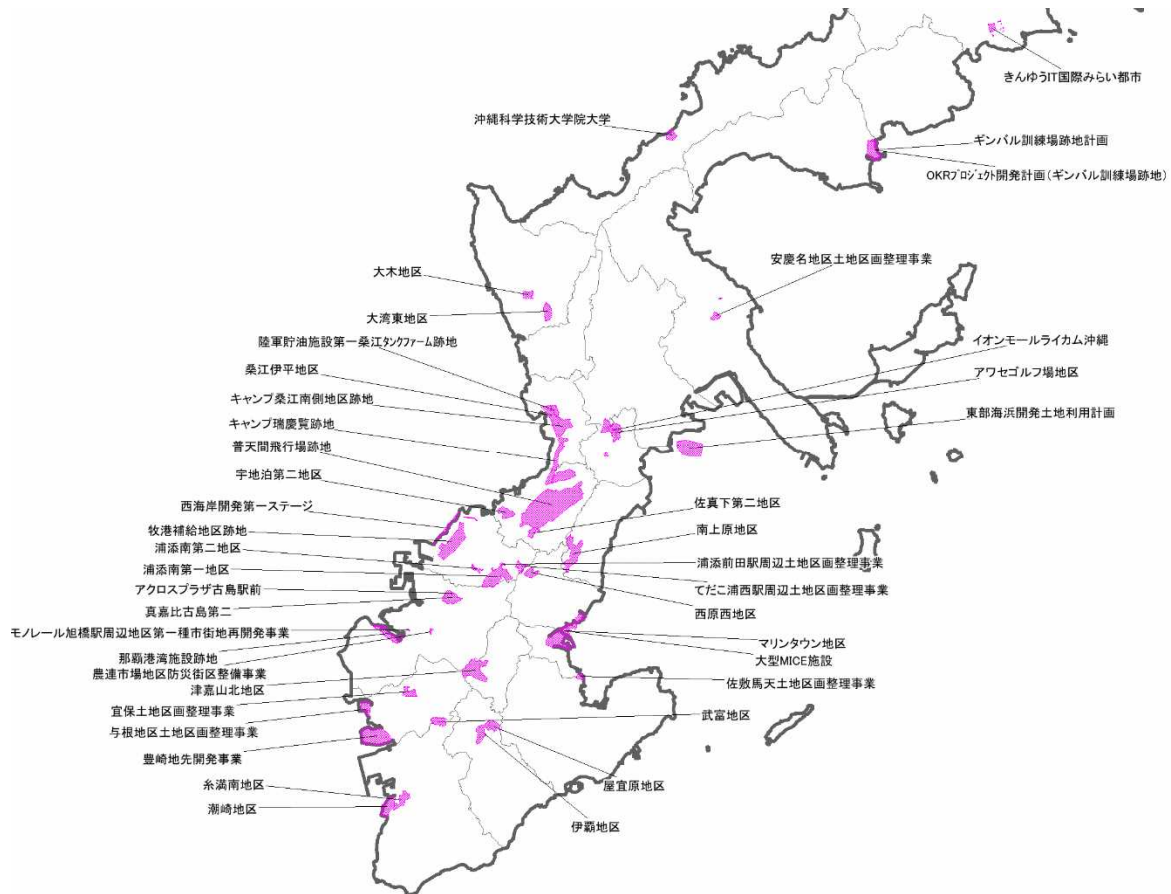 きんゆうIT国際みらい都市
沖縄科学技術大学院大学
ギンバル訓練場跡地計画
OKRﾌﾟﾛｼﾞｪｸﾄ開発計画(ギンバル訓練場跡地)
安慶名地区土地区画整理事業
大木地区
大湾東地区
陸軍貯油施設第一桑江ﾀﾝｸﾌｧｰﾑ跡地
イオンモールライカム沖縄
桑江伊平地区
アワセゴルフ場地区
キャンプ桑江南側地区跡地
東部海浜開発土地利用計画
キャンプ瑞慶覧跡地
普天間飛行場跡地
宇地泊第二地区
西海岸開発第一ステージ
佐真下第二地区
牧港補給地区跡地
南上原地区
浦添南第二地区
浦添前田駅周辺土地区画整理事業
浦添南第一地区
てだこ浦西駅周辺土地区画整理事業
アクロスプラザ古島駅前
西原西地区
真嘉比古島第二
モノレール旭橋駅周辺地区第一種市街地再開発事業
マリンタウン地区
那覇港湾施設跡地
大型MICE施設
農連市場地区防災街区整備事業
佐敷馬天土地区画整理事業
津嘉山北地区
宜保土地区画整理事業
武富地区
与根地区土地区画整理事業
豊崎地先開発事業
糸満南地区
屋宜原地区
潮崎地区
伊覇地区